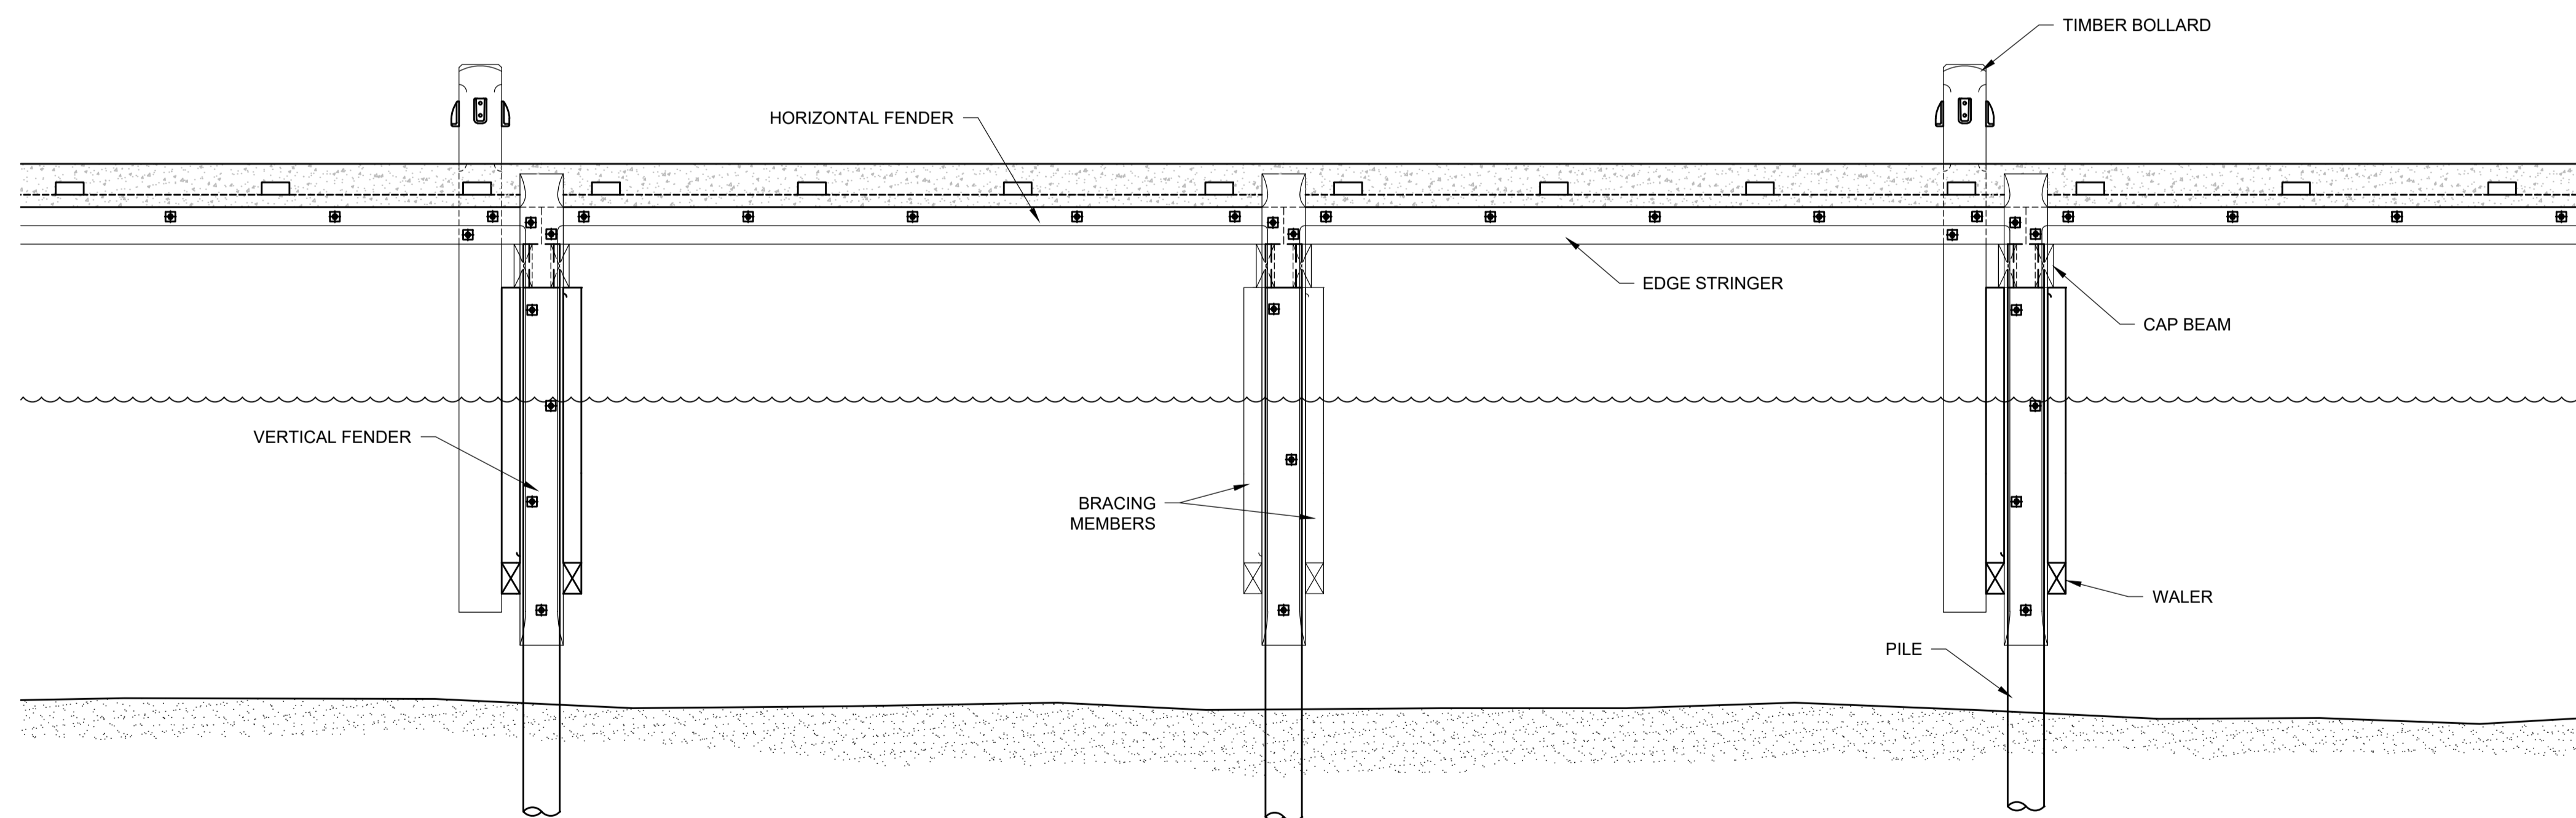 TIMBER BOLLARD
HORIZONTAL FENDER
EDGE STRINGER
CAP BEAM
VERTICAL FENDER
BRACING
MEMBERS
WALER
PILE